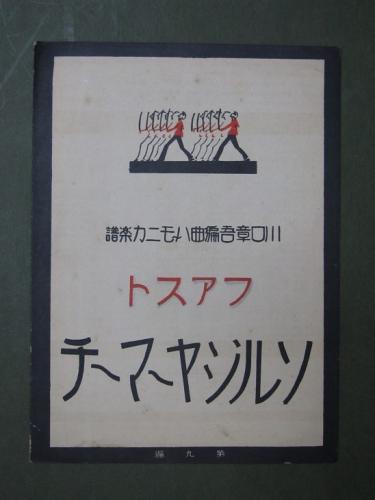 川口章吾編曲ハモニカ楽譜
フアスト
ソルジヤーマーチ
第九編